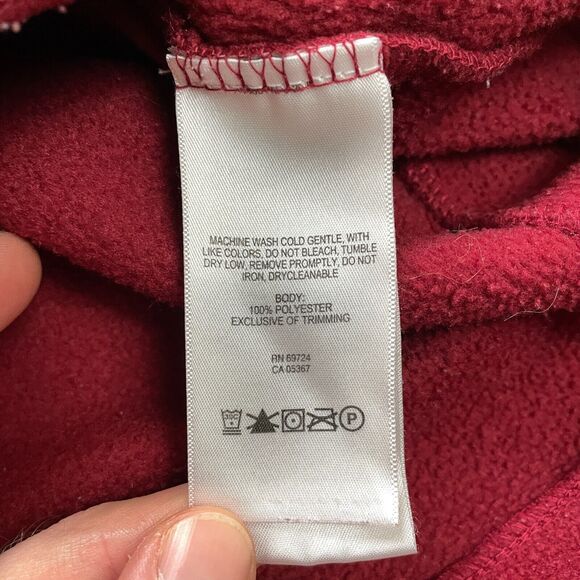 MACHINE WASH COLD GENTLE, WITH
LIKE COLORS, DO NOT BLEACH, TUMBLE
DRY LOW, REMOVE PROMPTLY, DO NOT
IRON, DRYCLEANABLE
BODY:
100% POLYESTER
EXCLUSIVE OF TRIMMING
RN 69724
CA 05367
30C P